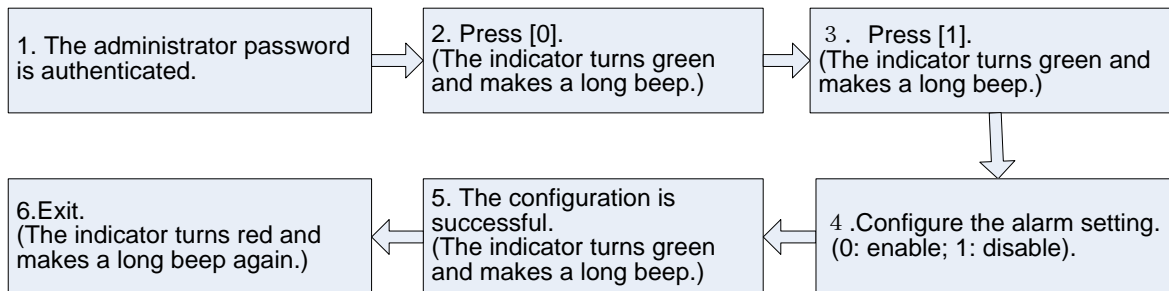 1. The administrator password
is authenticated.
2. Press [0].
(The indicator turns green
and makes a long beep.)
3 . Press [1].
(The indicator turns green and
makes a long beep.)
4 .Configure the alarm setting.
(0: enable; 1: disable).
5. The configuration is
successful.
(The indicator turns green
and makes a long beep.)
6.Exit.
(The indicator turns red and
makes a long beep again.)